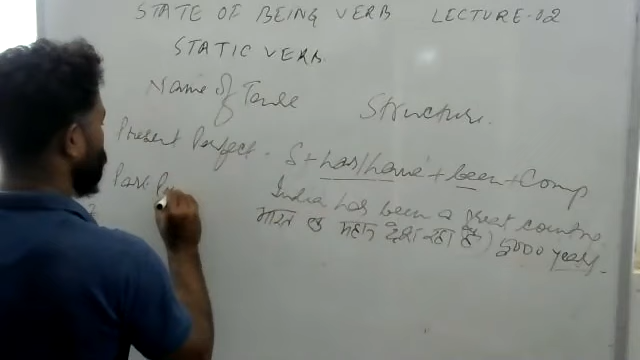 STATE OF BEING VERB LECTURE-02
STATIC VERB.
Name of Tense Structure.
Present Perfect. S+has/have+been+Comp
India has been a great country
भारत एक महान देश रहा है) 5000 years.
Past P